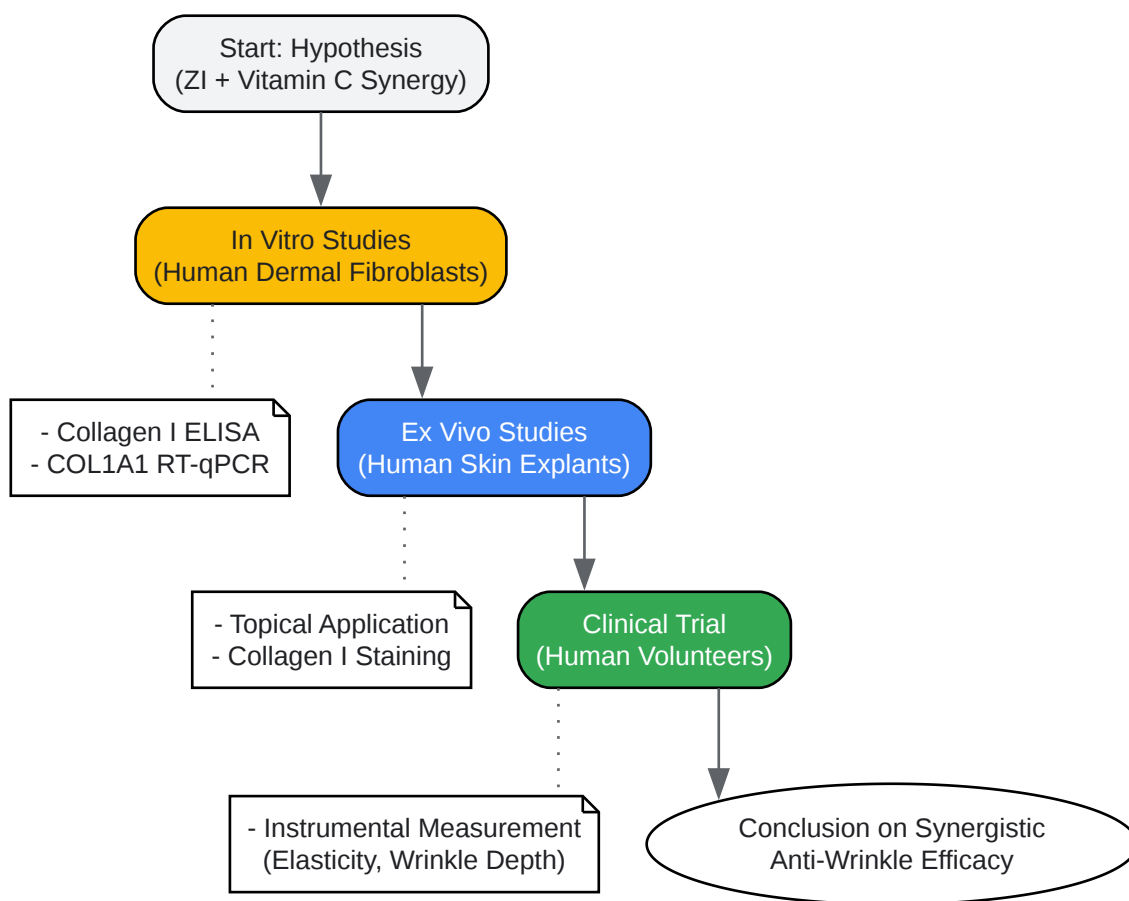 Start: Hypothesis
(ZI + Vitamin C Synergy)
In Vitro Studies
(Human Dermal Fibroblasts)
- Collagen I ELISA
- COL1A1 RT-qPCR
Ex Vivo Studies
(Human Skin Explants)
- Topical Application
- Collagen I Staining
Clinical Trial
(Human Volunteers)
- Instrumental Measurement
(Elasticity, Wrinkle Depth)
Conclusion on Synergistic
Anti-Wrinkle Efficacy